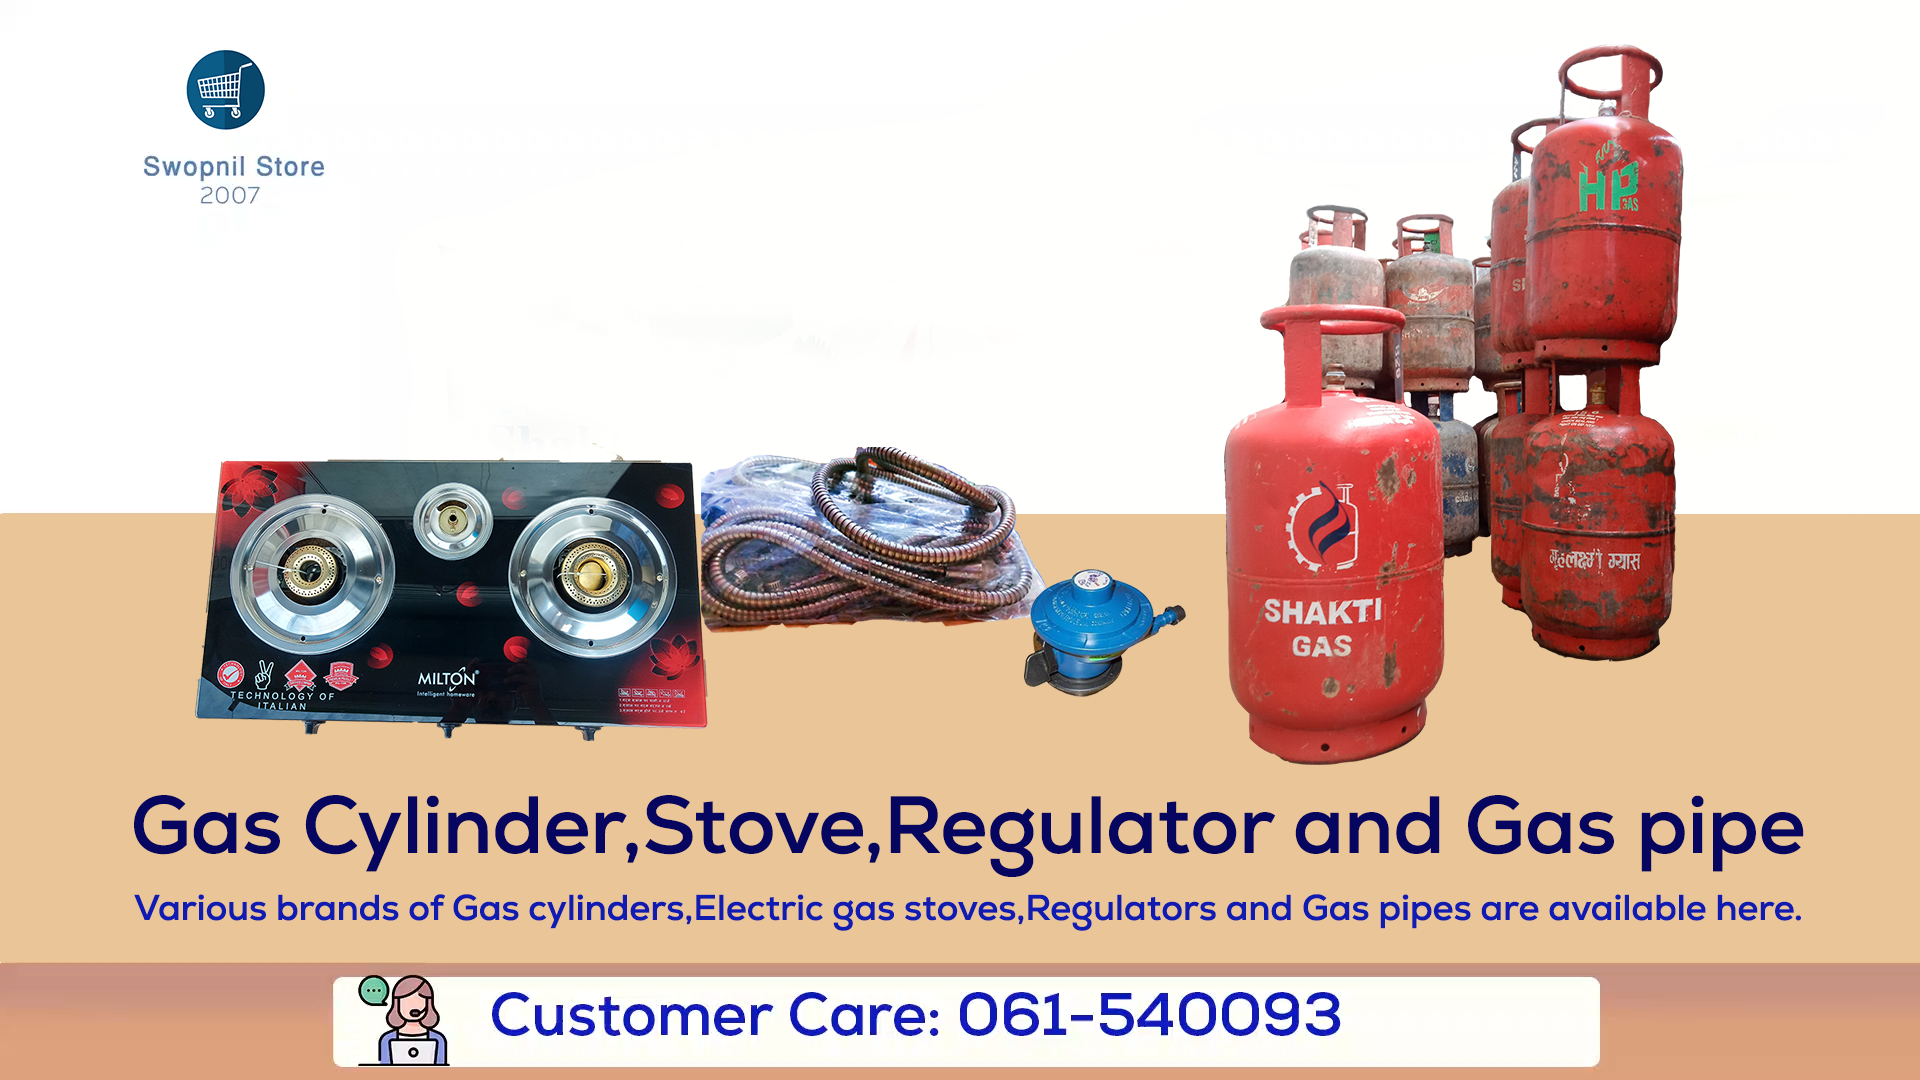 Swopnil Store
2007
HP
GAS
SHAKTI
GAS
गृहलक्ष्मी ग्यास
MILTON®
Intelligent homeware
TECHNOLOGY OF
ITALIAN
Gas Cylinder,Stove,Regulator and Gas pipe
Various brands of Gas cylinders,Electric gas stoves,Regulators and Gas pipes are available here.
Customer Care: 061-540093